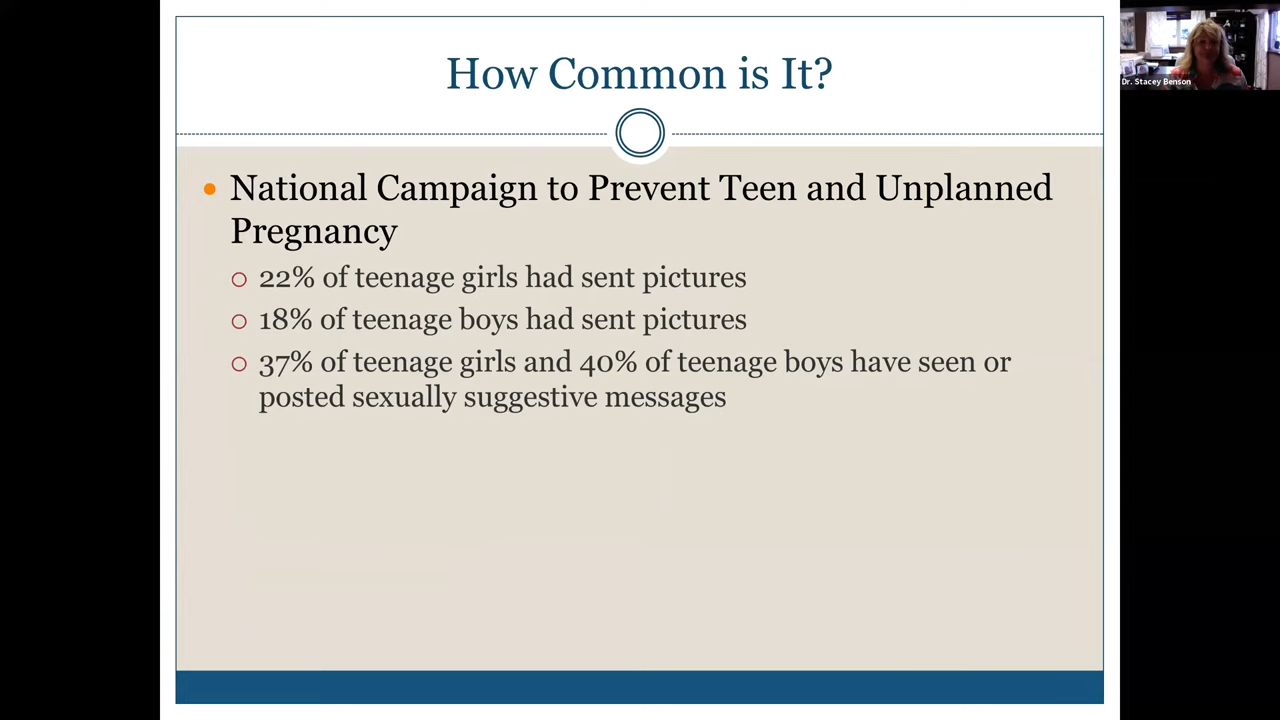 How Common is It?
Dr. Stacey Benson
National Campaign to Prevent Teen and Unplanned
Pregnancy
22% of teenage girls had sent pictures
18% of teenage boys had sent pictures
37% of teenage girls and 40% of teenage boys have seen or
posted sexually suggestive messages